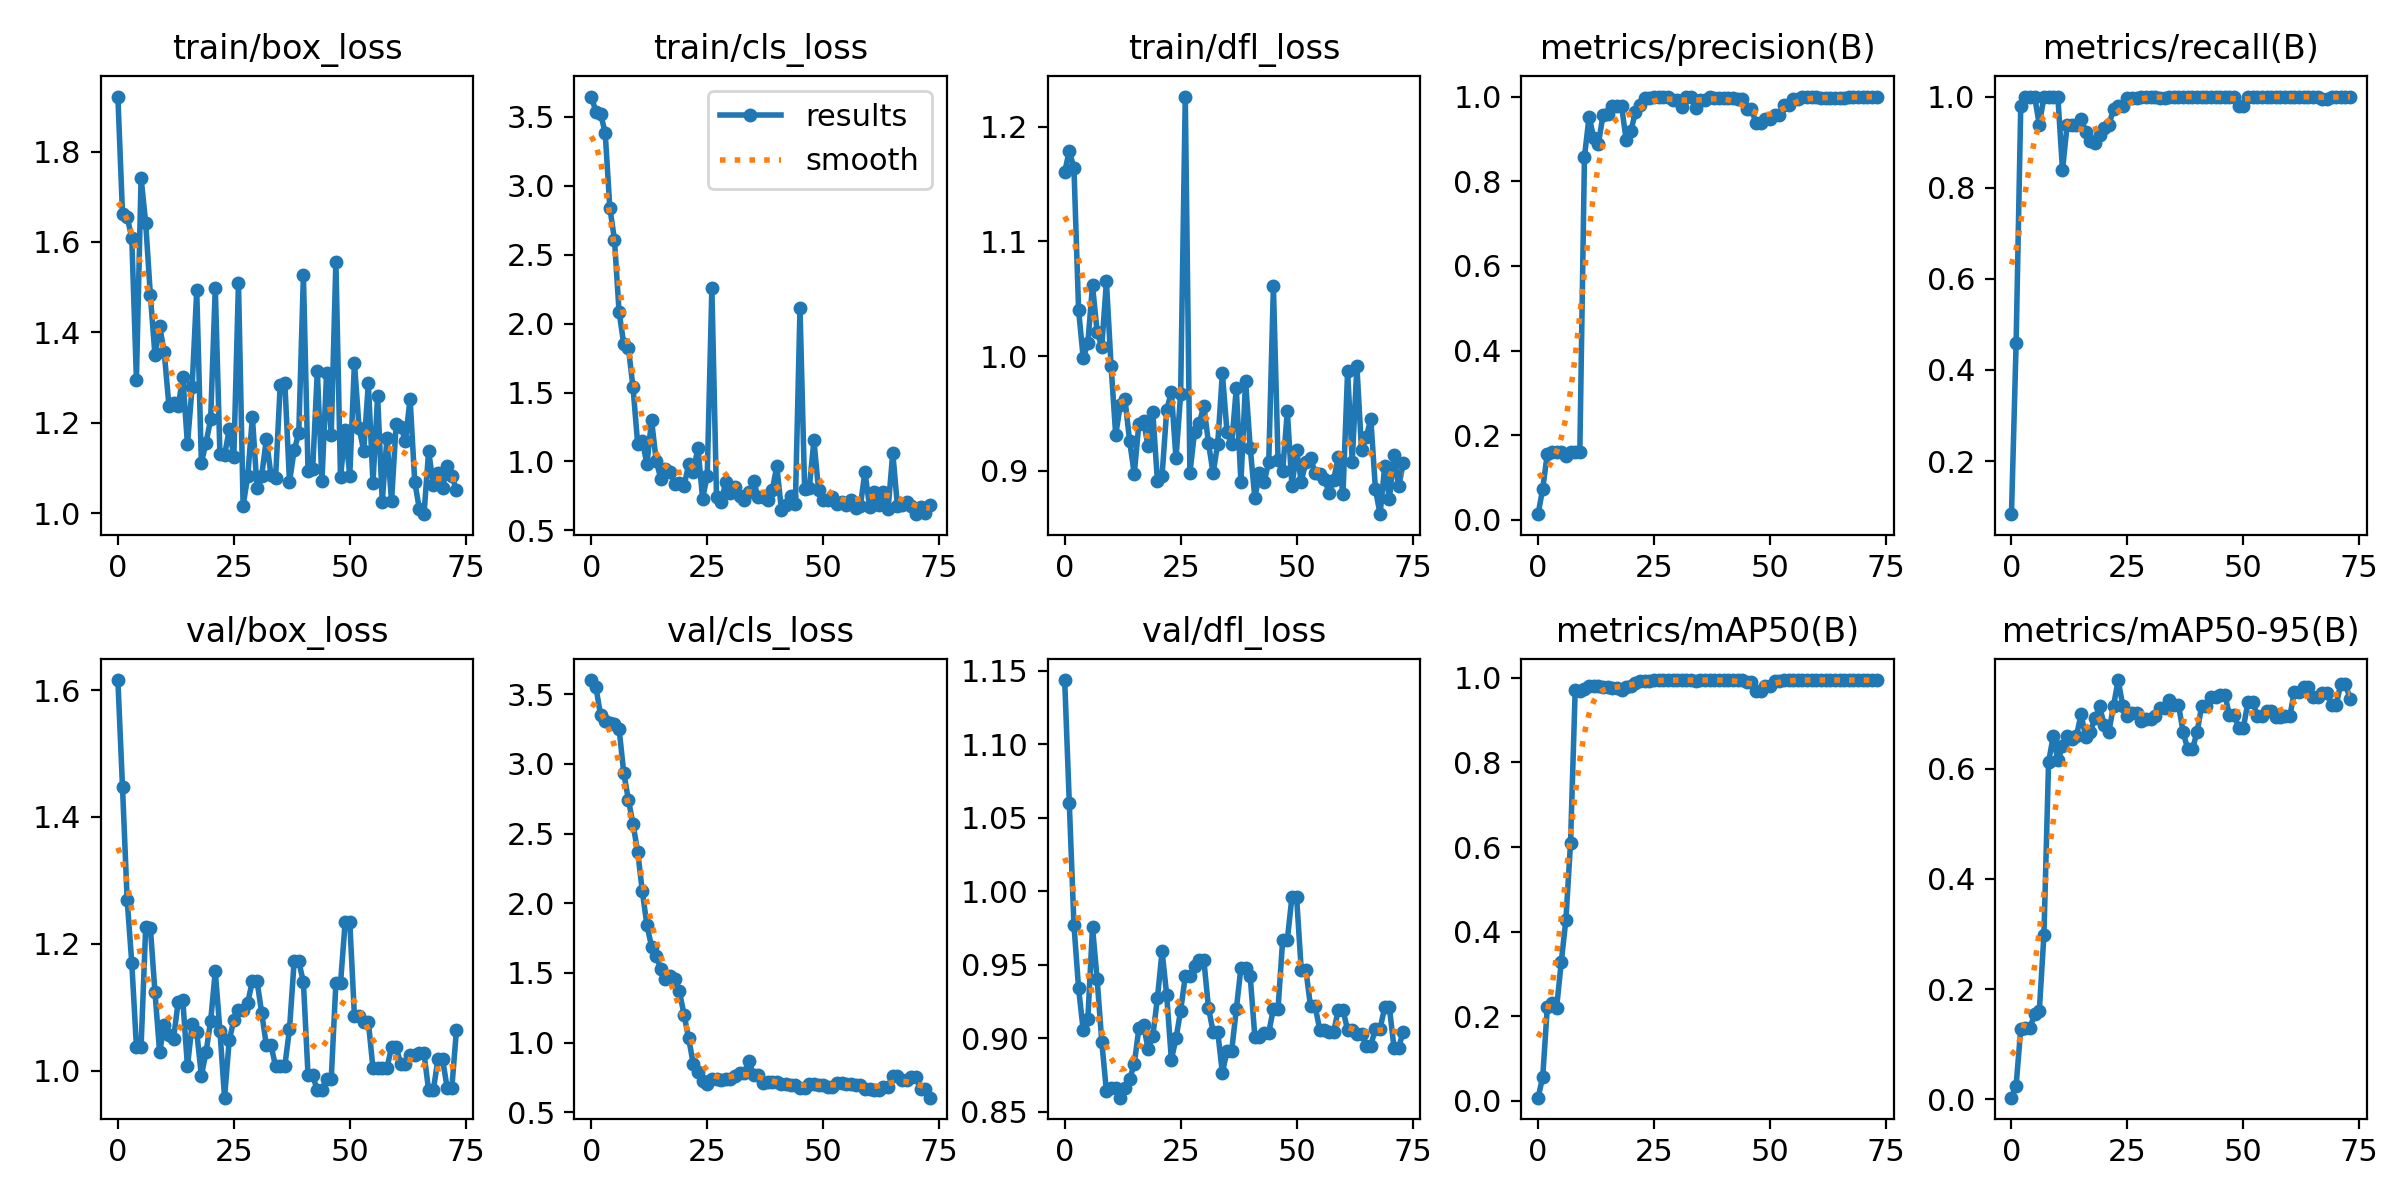 train/box_loss
1.8
1.6
1.4
1.2
1.0
0 25 50 75
train/cls_loss
results
smooth
3.5
3.0
2.5
2.0
1.5
1.0
0.5
0 25 50 75
train/dfl_loss
1.2
1.1
1.0
0.9
0 25 50 75
metrics/precision(B)
1.0
0.8
0.6
0.4
0.2
0.0
0 25 50 75
metrics/recall(B)
1.0
0.8
0.6
0.4
0.2
0 25 50 75
val/box_loss
1.6
1.4
1.2
1.0
0 25 50 75
val/cls_loss
3.5
3.0
2.5
2.0
1.5
1.0
0.5
0 25 50 75
val/dfl_loss
1.15
1.10
1.05
1.00
0.95
0.90
0.85
0 25 50 75
metrics/mAP50(B)
1.0
0.8
0.6
0.4
0.2
0.0
0 25 50 75
metrics/mAP50-95(B)
0.6
0.4
0.2
0.0
0 25 50 75